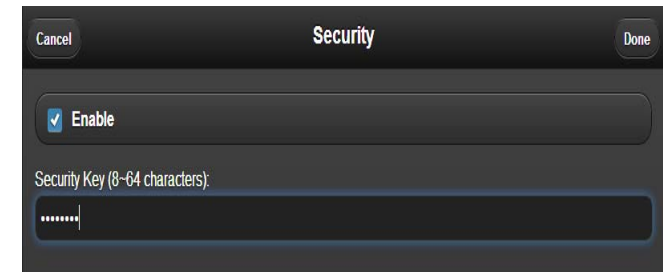 Cancel Security Done
Enable
Security Key (8~64 characters):
••••••••